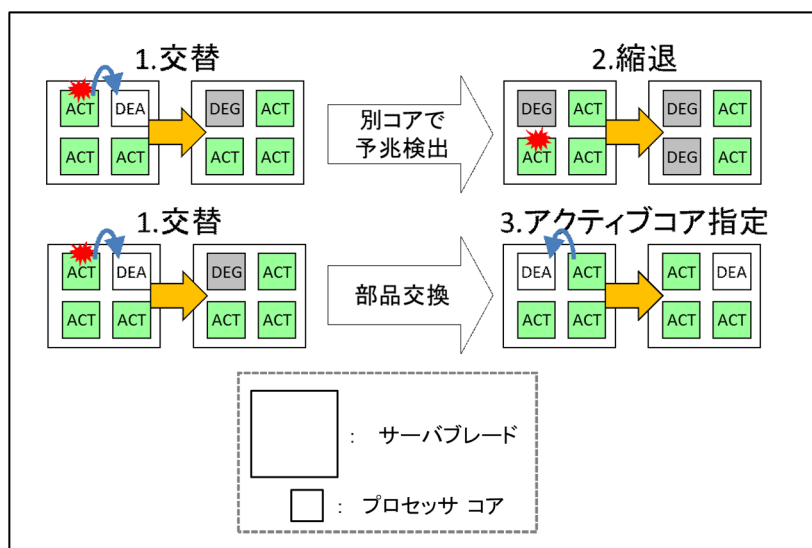 1.交替
2.縮退
ACT DEA DEG ACT
別コアで
予兆検出
DEG ACT DEG ACT
ACT ACT ACT ACT
ACT ACT DEG ACT
1.交替
3.アクティブコア指定
ACT DEA DEG ACT
部品交換
DEA ACT ACT DEA
ACT ACT ACT ACT
ACT ACT ACT ACT
： サーバブレード
： プロセッサ コア